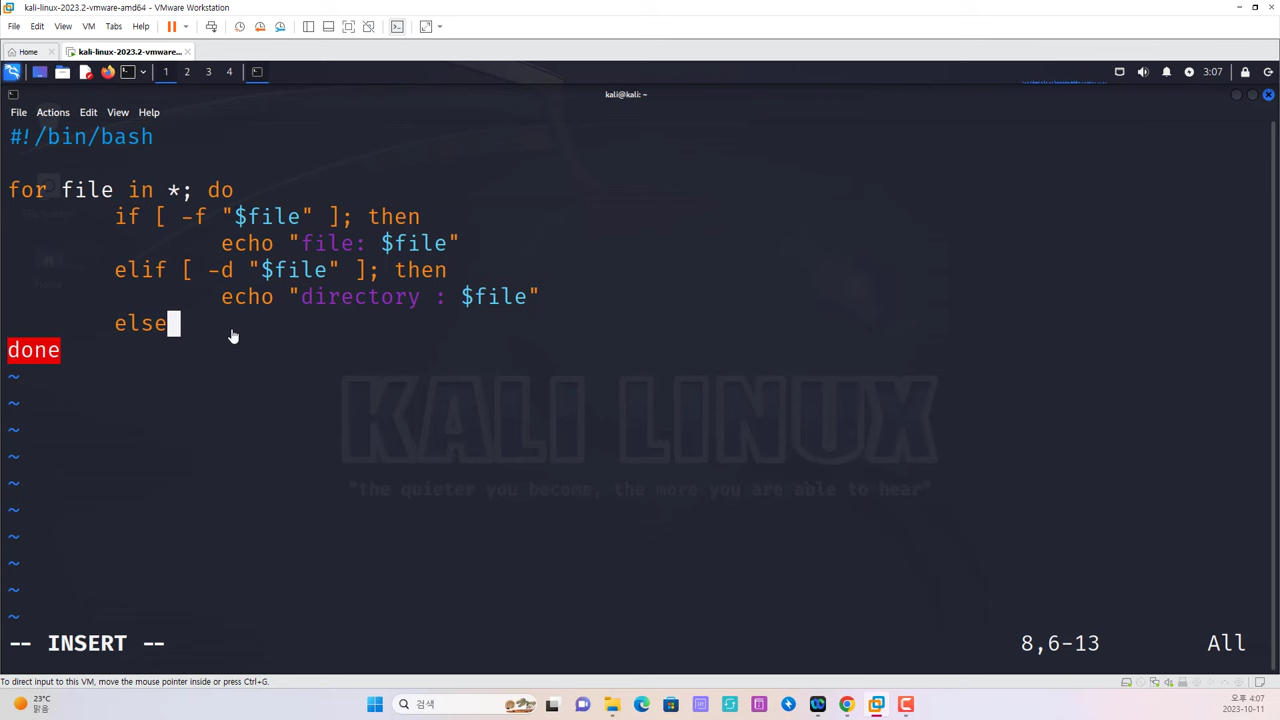 kali-linux-2023.2-vmware-amd64 - VMware Workstation
File Edit View VM Tabs Help
Home kali-linux-2023.2-vmware...
1 2 3 4 3:07
kali@kali: ~
File Actions Edit View Help
#!/bin/bash
for file in *; do
if [ -f "$file" ]; then
echo "file: $file"
elif [ -d "$file" ]; then
echo "directory : $file"
else
done
~
~
~
~
~
~
~
~
~
~
KALI LINUX
"the quieter you become, the more you are able to hear"
-- INSERT -- 8,6-13 All
To direct input to this VM, move the mouse pointer inside or press Ctrl+G.
23°C
맑음
검색
오후 4:07
2023-10-11